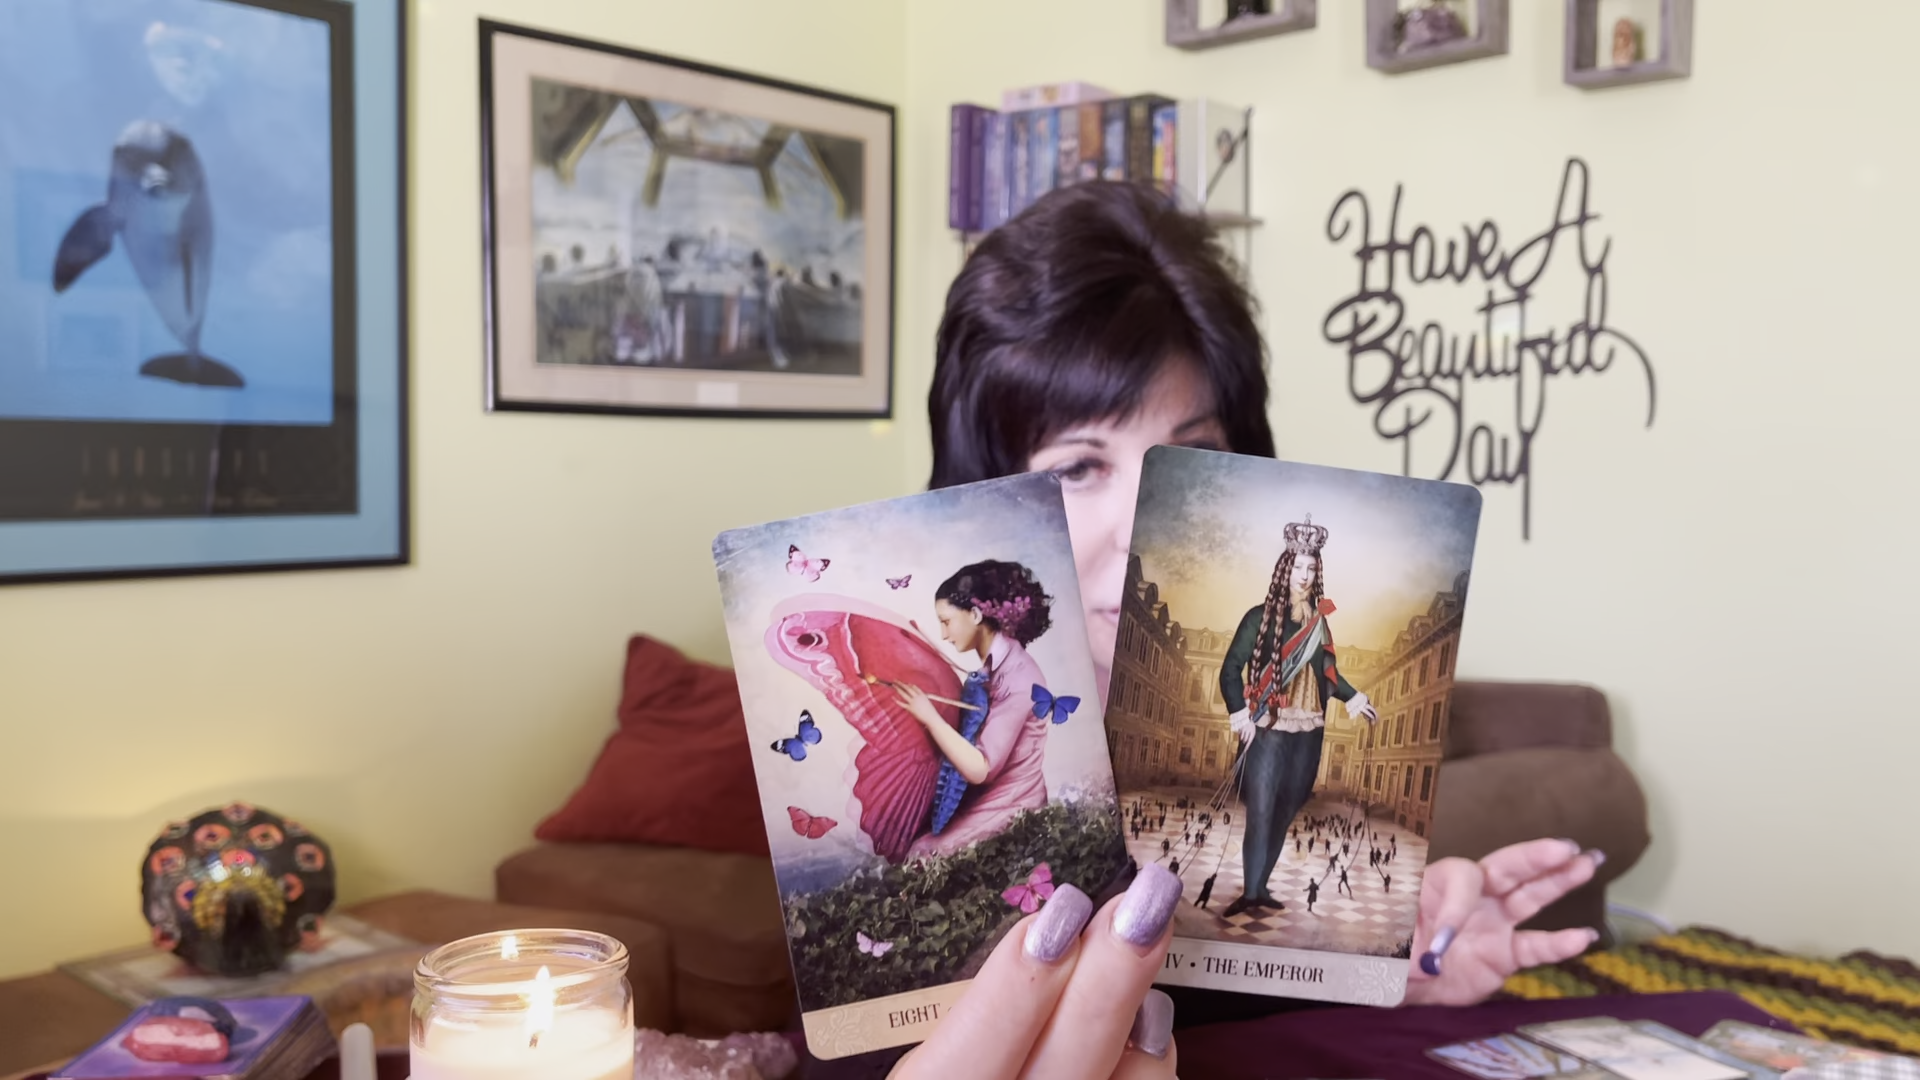 Have A
Beautiful
Day
EIGHT
IV • THE EMPEROR